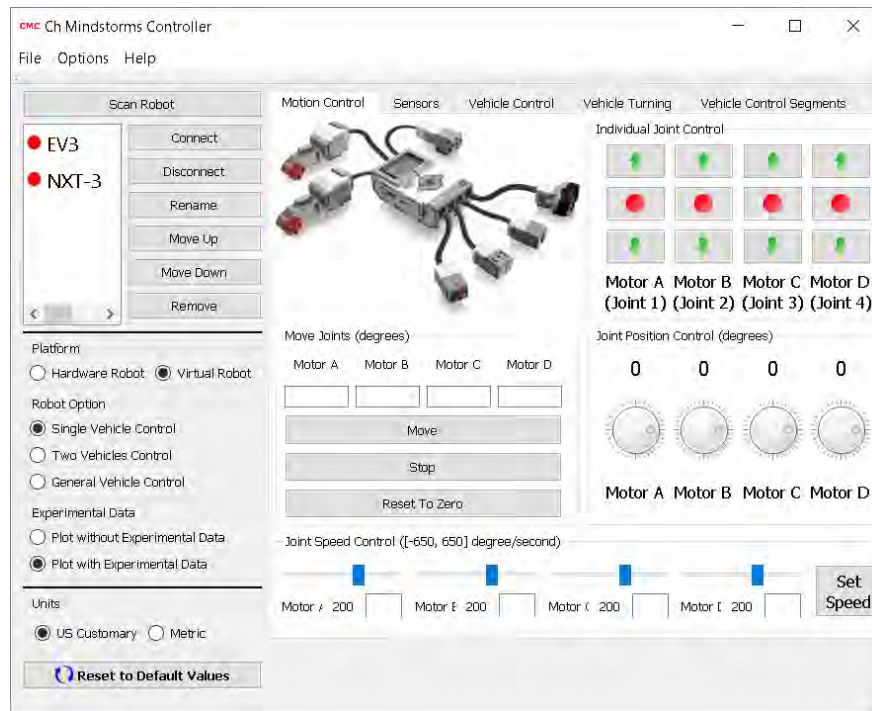 CMC Ch Mindstorms Controller
File Options Help
Scan Robot
EV3
NXT-3
Connect
Disconnect
Rename
Move Up
Move Down
Remove
Platform
Hardware Robot Virtual Robot
Robot Option
Single Vehicle Control
Two Vehicles Control
General Vehicle Control
Experimental Data
Plot without Experimental Data
Plot with Experimental Data
Units
US Customary Metric
Reset to Default Values
Motion Control Sensors Vehicle Control Vehicle Turning Vehicle Control Segments
Individual Joint Control
Motor A Motor B Motor C Motor D
(Joint 1) (Joint 2) (Joint 3) (Joint 4)
Move Joints (degrees)
Motor A Motor B Motor C Motor D
Move
Stop
Reset To Zero
Joint Position Control (degrees)
0 0 0 0
Motor A Motor B Motor C Motor D
Joint Speed Control ([-650, 650] degree/second)
Motor 200 Motor 200 Motor 200 Motor 200
Set
Speed